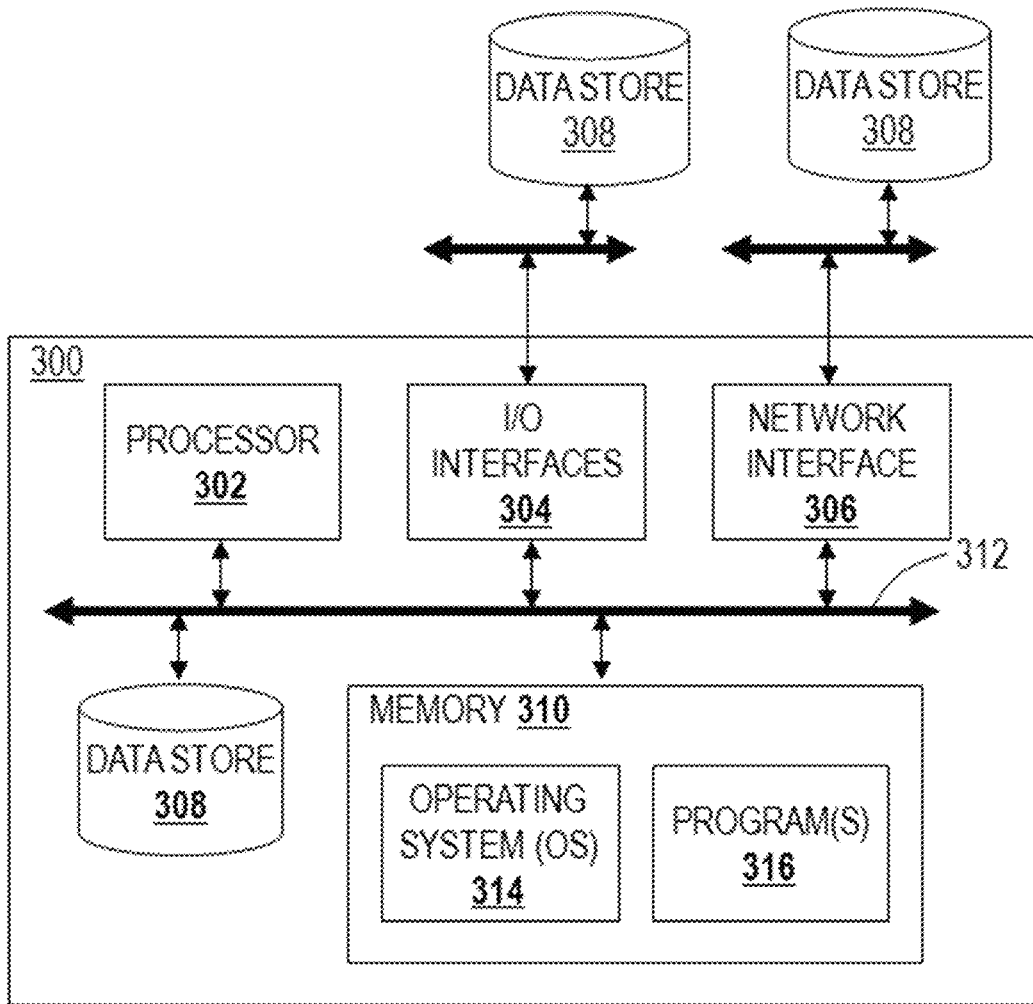 DATA STORE
308
DATA STORE
308
300
PROCESSOR
302
I/O
INTERFACES
304
NETWORK
INTERFACE
306
312
DATA STORE
308
MEMORY 310
OPERATING
SYSTEM (OS)
314
PROGRAM(S)
316